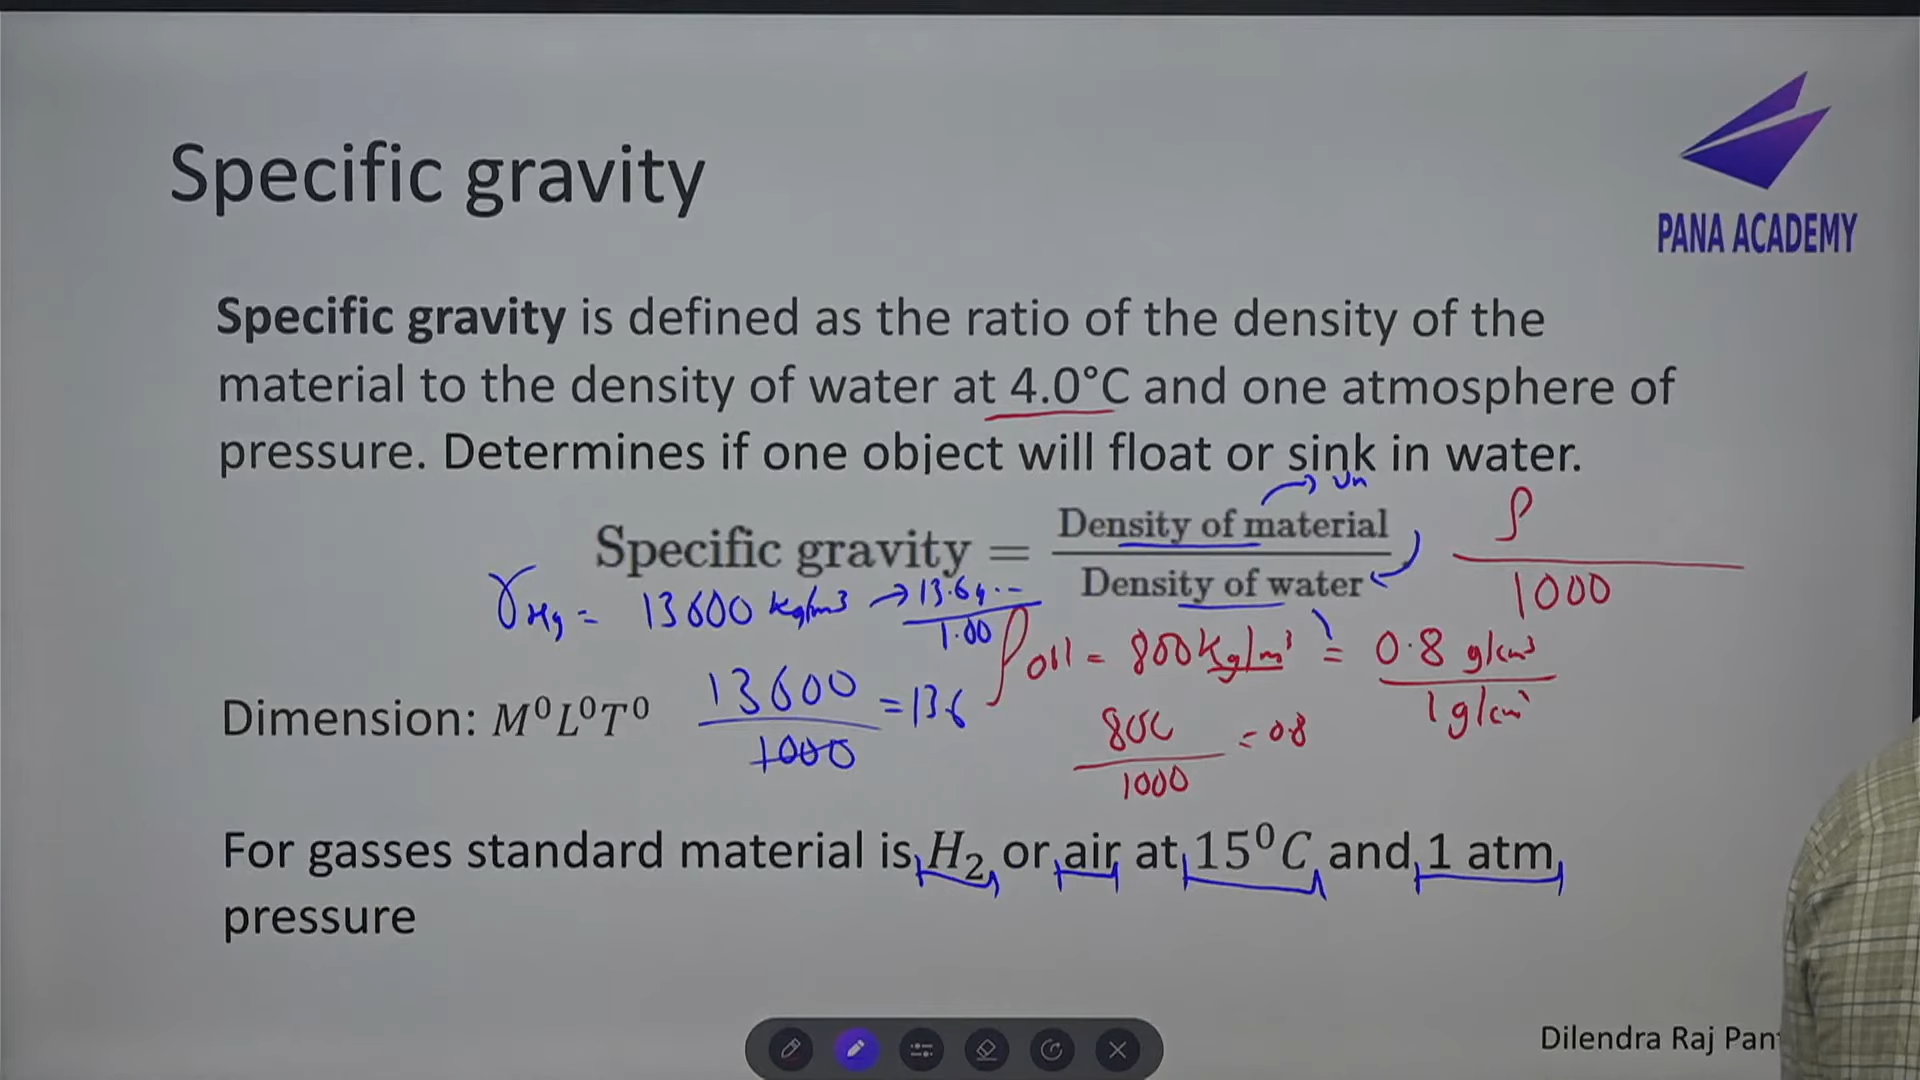 Specific gravity
PANA ACADEMY
Specific gravity is defined as the ratio of the density of the
material to the density of water at 4.0°C and one atmosphere of
pressure. Determines if one object will float or sink in water.
Specific gravity = Density of material / Density of water
ρ / 1000
γHg = 13600 kg/m³ → 13.6 g... / 1.00
ρoil = 800 kg/m³ = 0.8 g/cm³ / 1 g/cm³
Dimension: M⁰L⁰T⁰
13600 / 1000 = 13.6
800 / 1000 = 0.8
For gasses standard material is H₂ or air at 15⁰C and 1 atm
pressure
Dilendra Raj